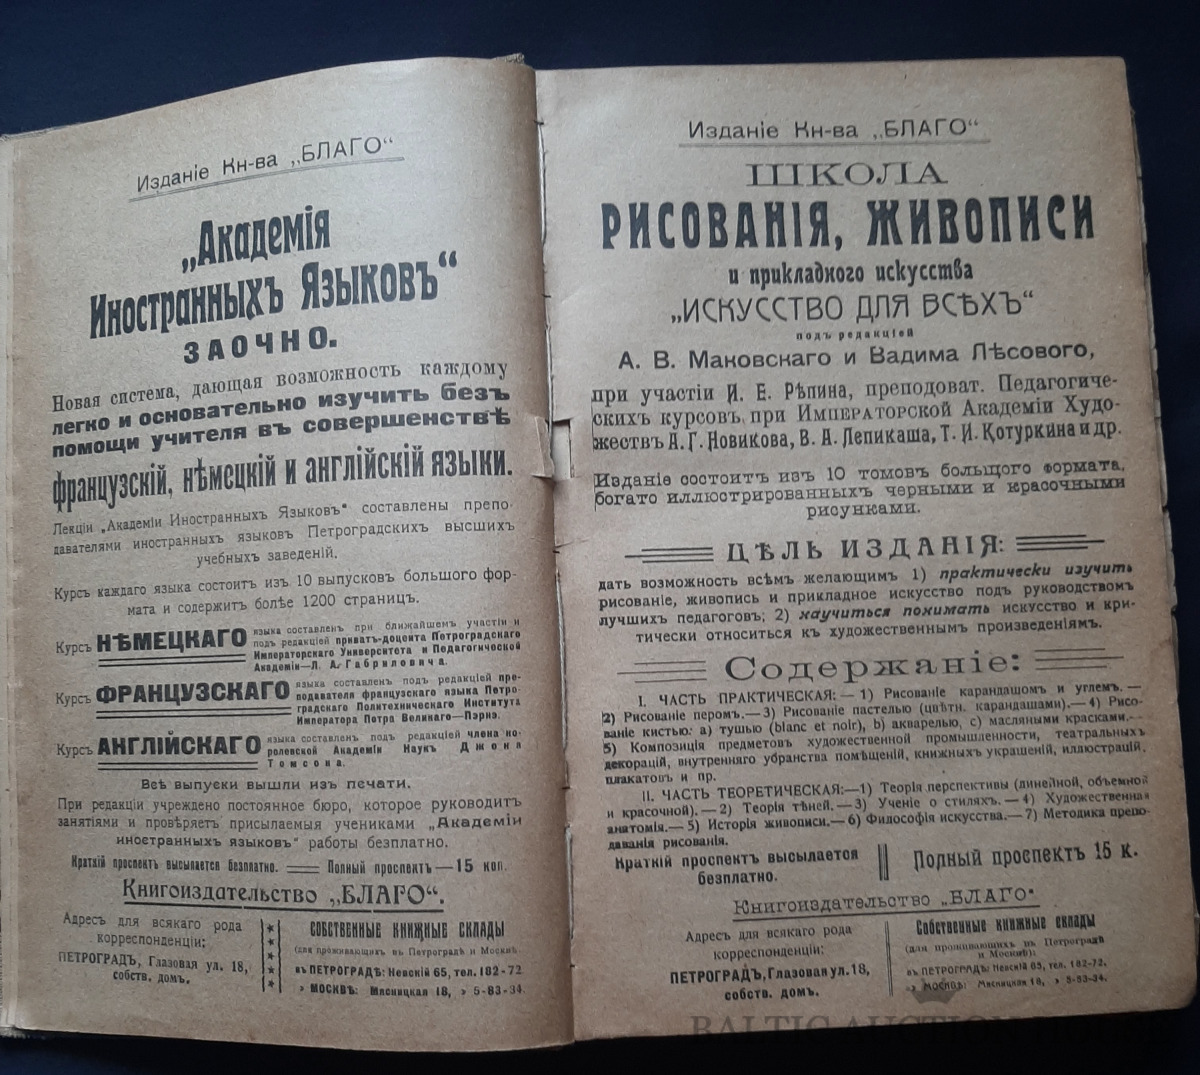 Изданіе Кн-ва „БЛАГО“
„Академія
Иностранныхъ Языковъ“
ЗАОЧНО.
Новая система, дающая возможность каждому
легко и основательно изучить безъ
помощи учителя въ совершенствѣ
французскій, нѣмецкій и англійскій языки.
Лекціи „Академіи Иностранныхъ Языковъ“ составлены препо-
давателями иностранныхъ языковъ Петроградскихъ высшихъ
учебныхъ заведеній.
Курсъ каждаго языка состоитъ изъ 10 выпусковъ большого фор-
мата и содержитъ болѣе 1200 страницъ.
Курсъ НѢМЕЦКАГО языка составленъ при ближайшемъ участіи и
подъ редакціей приватъ-доцента Петроградскаго
Императорскаго Университета и Педагогической
Академіи—Л. А. Габриловича.
Курсъ ФРАНЦУЗСКАГО языка составленъ подъ редакціей пре-
подавателя французскаго языка Петро-
градскаго Политехническаго Института
Императора Петра Великаго—Пэрнэ.
Курсъ АНГЛІЙСКАГО языка составленъ подъ редакціей члена ко-
ролевской Академіи Наукъ Джона
Томсона.
Всѣ выпуски вышли изъ печати.
При редакціи учреждено постоянное бюро, которое руководитъ
занятіями и провѣряетъ присылаемыя учениками „Академіи
иностранныхъ языковъ“ работы безплатно.
Краткій проспектъ высылается безплатно. Полный проспектъ—15 коп.
Книгоиздательство „БЛАГО“.
Адресъ для всякаго рода
корреспонденціи:
ПЕТРОГРАДЪ, Глазовая ул. 18,
собств. домъ.
СОБСТВЕННЫЕ КНИЖНЫЕ СКЛАДЫ
(для проживающихъ въ Петроградѣ и Москвѣ)
въ ПЕТРОГРАДѢ: Невскій 65, тел. 182-72
» МОСКВѢ: Мясницкая 18, » 5-83-34.
Изданіе Кн-ва „БЛАГО“
ШКОЛА
РИСОВАНІЯ, ЖИВОПИСИ
и прикладного искусства
„ИСКУССТВО ДЛЯ ВСѢХЪ“
подъ редакціей
А. В. Маковскаго и Вадима Лѣсового,
при участіи И. Е. Рѣпина, преподоват. Педагогиче-
скихъ курсовъ при Императорской Академіи Худо-
жествъ А. Г. Новикова, В. А. Лепикаша, Т. И. Котуркина и др.
Изданіе состоитъ изъ 10 томовъ большого формата,
богато иллюстрированныхъ черными и красочными
рисунками.
ЦѢЛЬ ИЗДАНІЯ:
дать возможность всѣмъ желающимъ 1) практически изучить
рисованіе, живопись и прикладное искусство подъ руководствомъ
лучшихъ педагоговъ; 2) научиться понимать искусство и кри-
тически относиться къ художественнымъ произведеніямъ.
Содержаніе:
I. ЧАСТЬ ПРАКТИЧЕСКАЯ:—1) Рисованіе карандашомъ и углемъ.—
2) Рисованіе перомъ.—3) Рисованіе пастелью (цвѣтн. карандашами).—4) Рисо-
ваніе кистью: а) тушью (blanc et noir), b) акварелью, с) масляными красками.—
5) Композиція предметовъ художественной промышленности, театральныхъ
декорацій, внутренняго убранства помѣщеній, книжныхъ украшеній, иллюстрацій,
плакатовъ и пр.
II. ЧАСТЬ ТЕОРЕТИЧЕСКАЯ:—1) Теорія перспективы (линейной, объемной
и красочной).—2) Теорія тѣней.—3) Ученіе о стиляхъ.—4) Художественная
анатомія.—5) Исторія живописи.—6) Философія искусства.—7) Методика препо-
даванія рисованія.
Краткій проспектъ высылается
безплатно.
Полный проспектъ 15 к.
Книгоиздательство „БЛАГО“
Адресъ для всякаго рода
корреспонденціи:
ПЕТРОГРАДЪ, Глазовая ул. 18,
собств. домъ.
Собственные книжные склады
(для проживающихъ въ Петроградѣ
и Москвѣ):
въ ПЕТРОГРАДѢ: Невскій 65, тел. 182-72,
» МОСКВѢ: Мясницкая 18, » 5-83-34.
BALTIC AUCTION